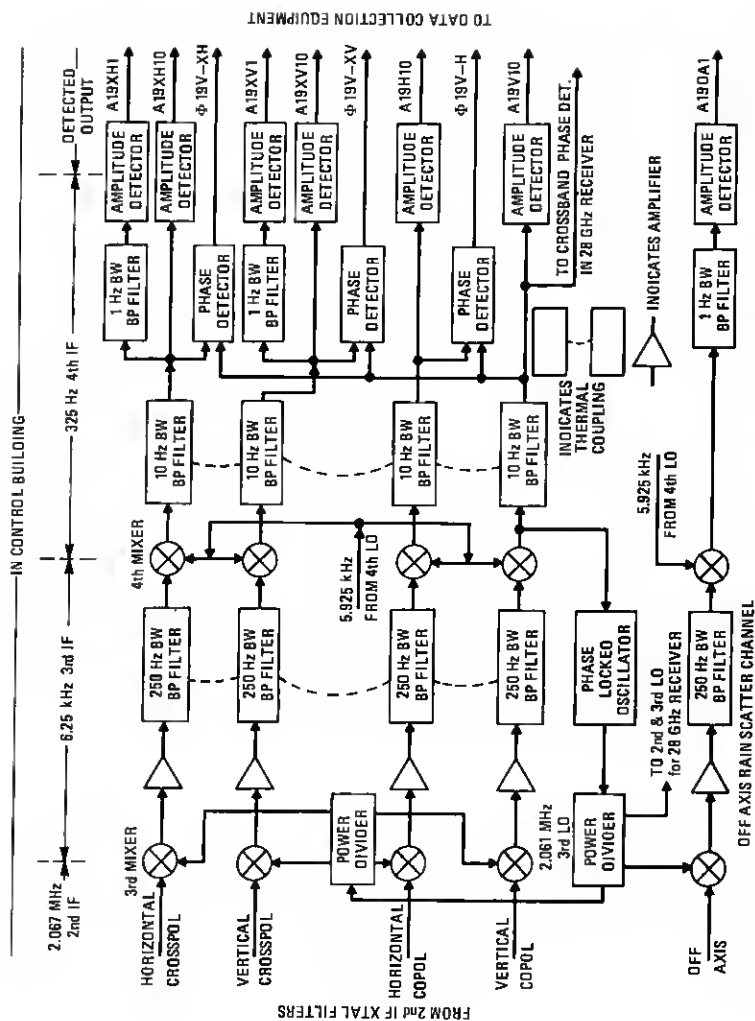 IN CONTROL BUILDING
2.067 MHz
2nd IF
6.25 kHz 3rd IF
325 Hz 4th IF
DETECTED
OUTPUT
FROM 2nd IF XTAL FILTERS
TO DATA COLLECTION EQUIPMENT
HORIZONTAL
CROSSPOL
3rd MIXER
250 Hz BW
BP FILTER
4th MIXER
10 Hz BW
BP FILTER
1 Hz BW
BP FILTER
AMPLITUDE
DETECTOR
A19XH1
AMPLITUDE
DETECTOR
A19XH10
PHASE
DETECTOR
Φ19V-XH
VERTICAL
CROSSPOL
250 Hz BW
BP FILTER
10 Hz BW
BP FILTER
1 Hz BW
BP FILTER
AMPLITUDE
DETECTOR
A19XV1
AMPLITUDE
DETECTOR
A19XV10
PHASE
DETECTOR
Φ19V-XV
POWER
DIVIDER
5.925 kHz
FROM 4th LO
HORIZONTAL
COPOL
250 Hz BW
BP FILTER
10 Hz BW
BP FILTER
AMPLITUDE
DETECTOR
A19H10
PHASE
DETECTOR
Φ19V-H
VERTICAL
COPOL
250 Hz BW
BP FILTER
10 Hz BW
BP FILTER
AMPLITUDE
DETECTOR
A19V10
2.061 MHz
3rd LO
POWER
DIVIDER
PHASE
LOCKED
OSCILLATOR
INDICATES
THERMAL
COUPLING
TO CROSSBAND PHASE DET.
IN 28 GHz RECEIVER
INDICATES AMPLIFIER
TO 2nd & 3rd LO
for 28 GHz RECEIVER
5.925 kHz
FROM 4th LO
OFF
AXIS
250 Hz BW
BP FILTER
1 Hz BW
BP FILTER
AMPLITUDE
DETECTOR
A19OA1
OFF AXIS RAIN SCATTER CHANNEL